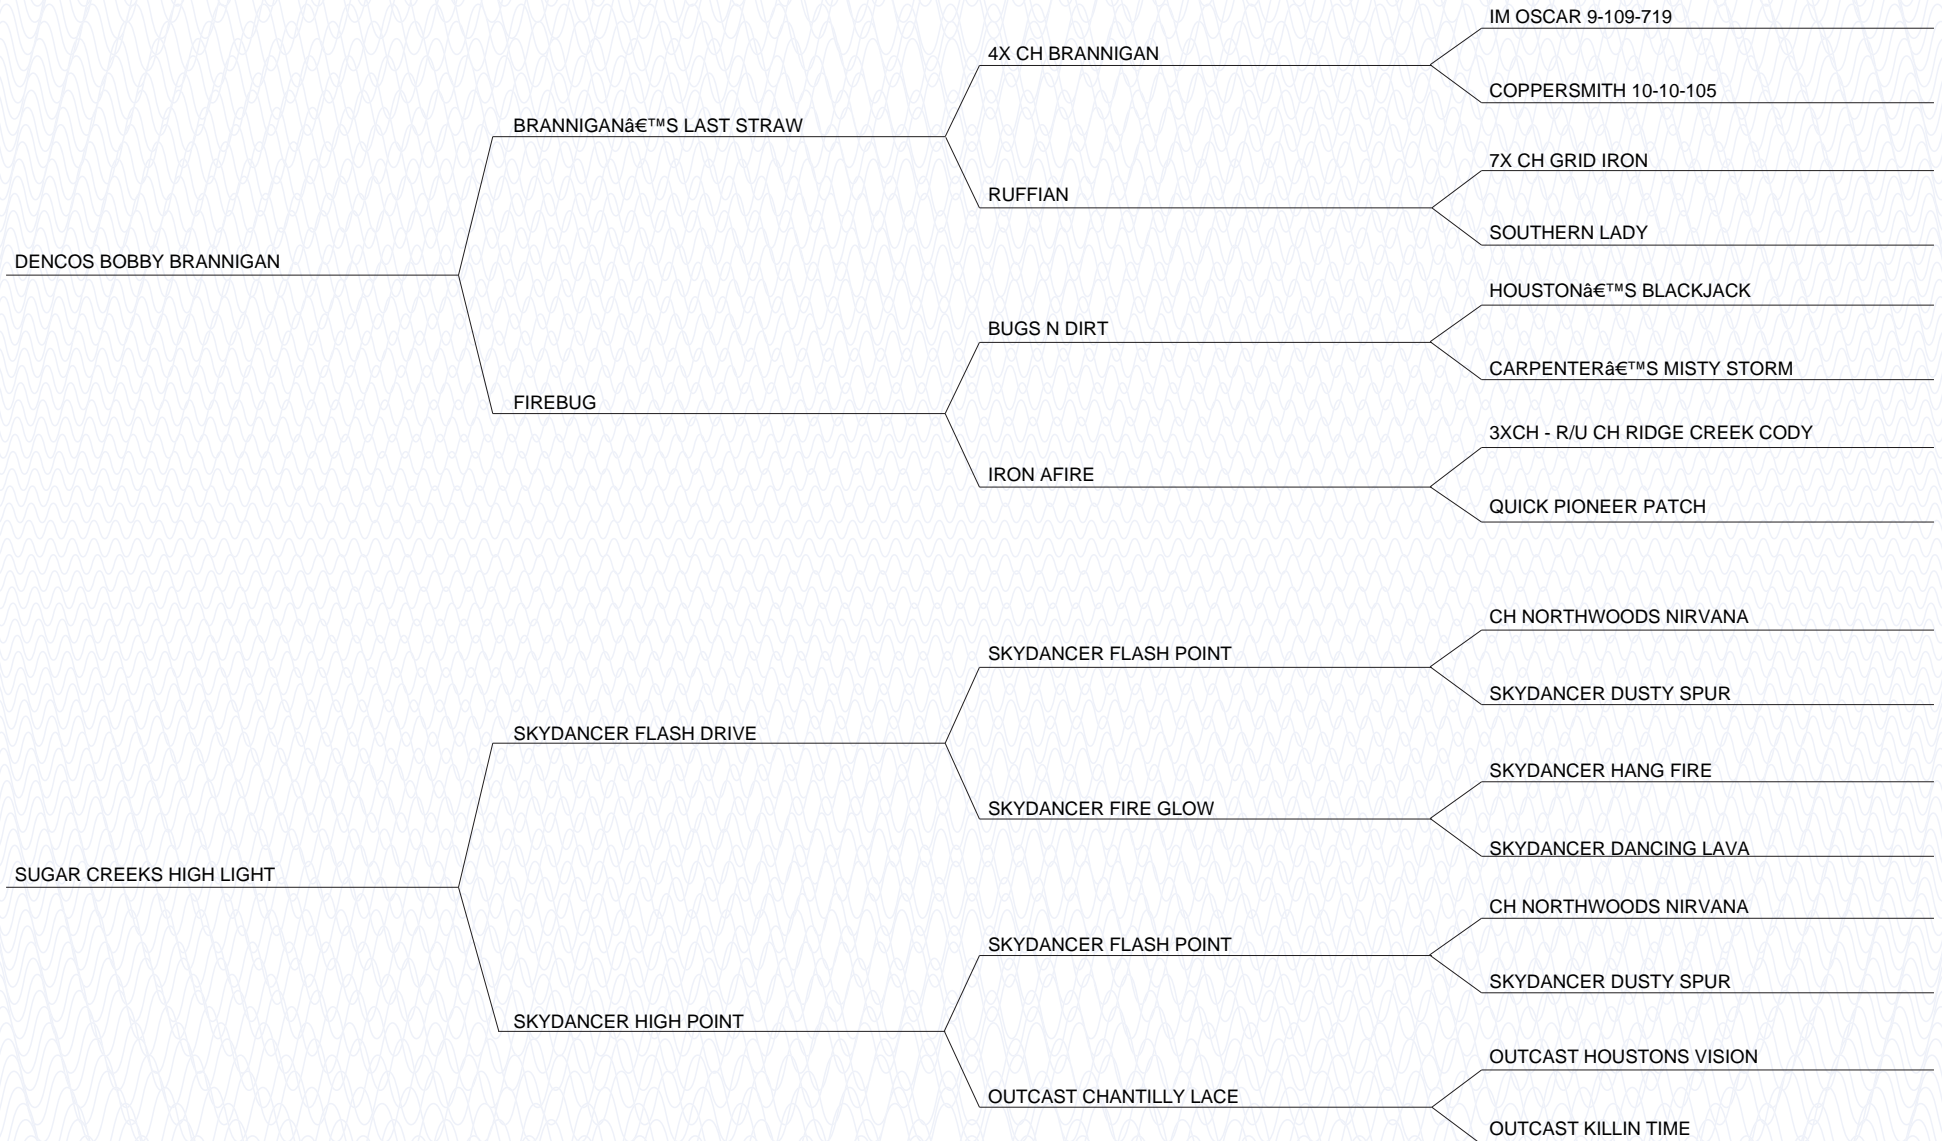 IM OSCAR 9-109-719
4X CH BRANNIGAN
COPPERSMITH 10-10-105
BRANNIGANâ€™S LAST STRAW
7X CH GRID IRON
RUFFIAN
SOUTHERN LADY
DENCOS BOBBY BRANNIGAN
HOUSTONâ€™S BLACKJACK
BUGS N DIRT
CARPENTERâ€™S MISTY STORM
FIREBUG
3XCH - R/U CH RIDGE CREEK CODY
IRON AFIRE
QUICK PIONEER PATCH
CH NORTHWOODS NIRVANA
SKYDANCER FLASH POINT
SKYDANCER DUSTY SPUR
SKYDANCER FLASH DRIVE
SKYDANCER HANG FIRE
SKYDANCER FIRE GLOW
SKYDANCER DANCING LAVA
SUGAR CREEKS HIGH LIGHT
CH NORTHWOODS NIRVANA
SKYDANCER FLASH POINT
SKYDANCER DUSTY SPUR
SKYDANCER HIGH POINT
OUTCAST HOUSTONS VISION
OUTCAST CHANTILLY LACE
OUTCAST KILLIN TIME